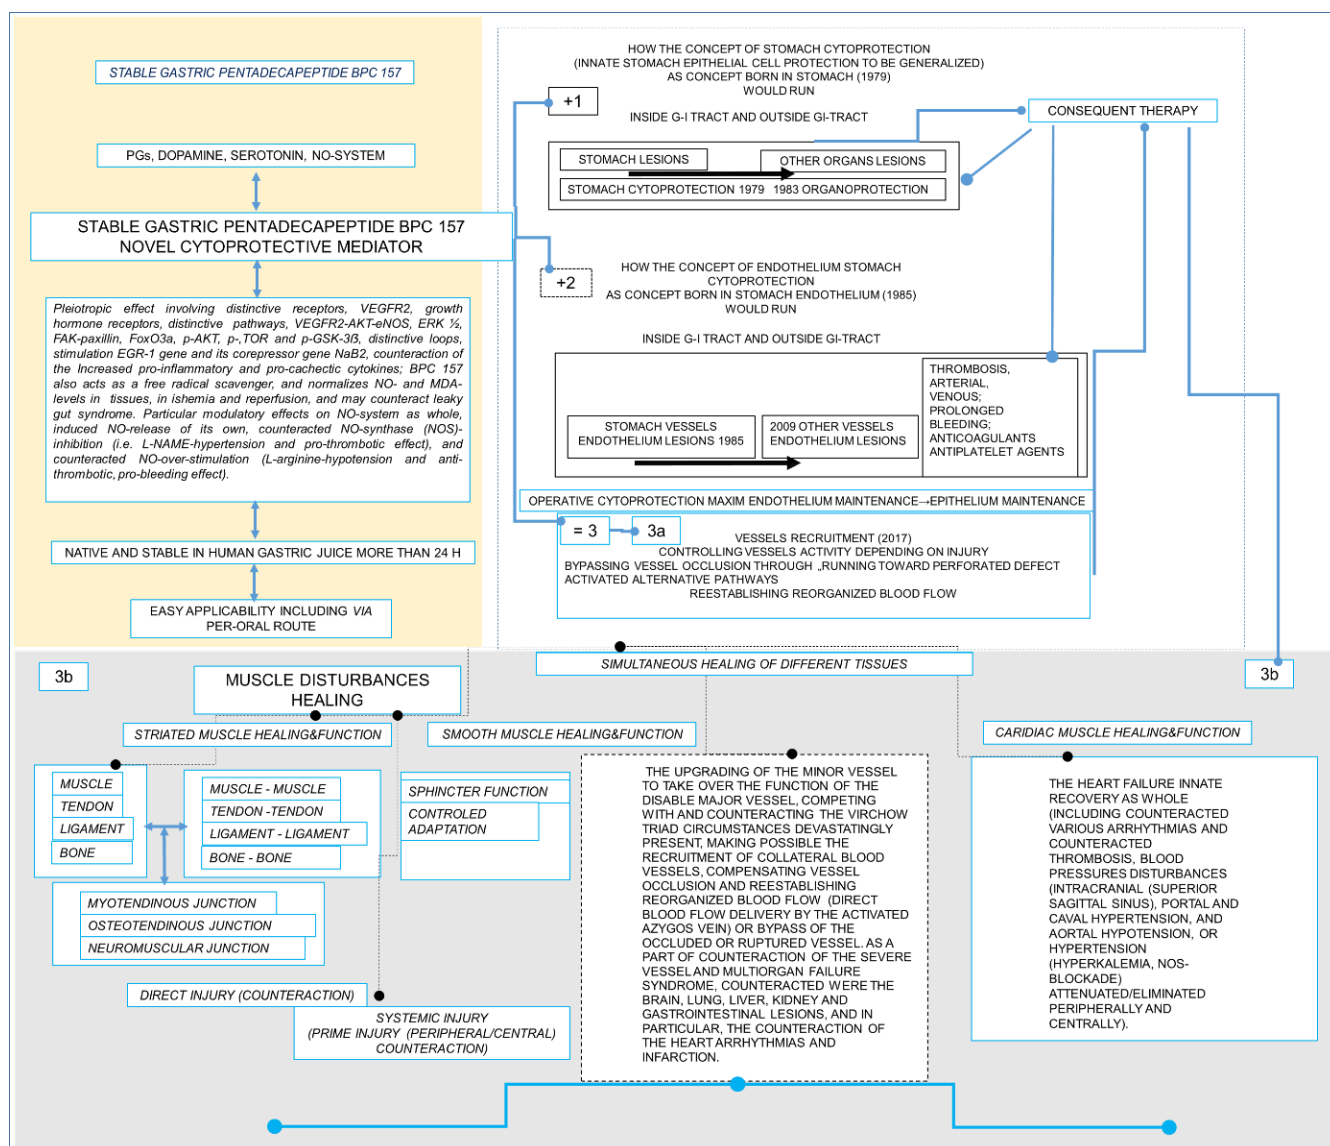 STABLE GASTRIC PENTADECAPEPTIDE BPC 157
PGs, DOPAMINE, SEROTONIN, NO-SYSTEM
STABLE GASTRIC PENTADECAPEPTIDE BPC 157
NOVEL CYTOPROTECTIVE MEDIATOR
Pleiotropic effect involving distinctive receptors, VEGFR2, growth
hormone receptors, distinctive pathways, VEGFR2-AKT-eNOS, ERK ½,
FAK-paxillin, FoxO3a, p-AKT, p-,TOR and p-GSK-3ß, distinctive loops,
stimulation EGR-1 gene and its corepressor gene NaB2, counteraction of
the Increased pro-inflammatory and pro-cachectic cytokines; BPC 157
also acts as a free radical scavenger, and normalizes NO- and MDA-
levels in tissues, in ischemia and reperfusion, and may counteract leaky
gut syndrome. Particular modulatory effects on NO-system as whole,
induced NO-release of its own, counteracted NO-synthase (NOS)-
inhibition (i.e. L-NAME-hypertension and pro-thrombotic effect), and
counteracted NO-over-stimulation (L-arginine-hypotension and anti-
thrombotic, pro-bleeding effect).
NATIVE AND STABLE IN HUMAN GASTRIC JUICE MORE THAN 24 H
EASY APPLICABILITY INCLUDING VIA
PER-ORAL ROUTE
HOW THE CONCEPT OF STOMACH CYTOPROTECTION
(INNATE STOMACH EPITHELIAL CELL PROTECTION TO BE GENERALIZED)
AS CONCEPT BORN IN STOMACH (1979)
WOULD RUN
+1
INSIDE G-I TRACT AND OUTSIDE GI-TRACT
CONSEQUENT THERAPY
STOMACH LESIONS
OTHER ORGANS LESIONS
STOMACH CYTOPROTECTION 1979 1983 ORGANOPROTECTION
+2
HOW THE CONCEPT OF ENDOTHELIUM STOMACH
CYTOPROTECTION
AS CONCEPT BORN IN STOMACH ENDOTHELIUM (1985)
WOULD RUN
INSIDE G-I TRACT AND OUTSIDE GI-TRACT
STOMACH VESSELS
ENDOTHELIUM LESIONS 1985
2009 OTHER VESSELS
ENDOTHELIUM LESIONS
THROMBOSIS,
ARTERIAL,
VENOUS;
PROLONGED
BLEEDING;
ANTICOAGULANTS
ANTIPLATELET AGENTS
OPERATIVE CYTOPROTECTION MAXIM ENDOTHELIUM MAINTENANCE→EPITHELIUM MAINTENANCE
= 3
3a
VESSELS RECRUITMENT (2017)
CONTROLLING VESSELS ACTIVITY DEPENDING ON INJURY
BYPASSING VESSEL OCCLUSION THROUGH „RUNNING TOWARD PERFORATED DEFECT
ACTIVATED ALTERNATIVE PATHWAYS
REESTABLISHING REORGANIZED BLOOD FLOW
3b
SIMULTANEOUS HEALING OF DIFFERENT TISSUES
3b
MUSCLE DISTURBANCES
HEALING
STRIATED MUSCLE HEALING&FUNCTION
SMOOTH MUSCLE HEALING&FUNCTION
CARIDIAC MUSCLE HEALING&FUNCTION
MUSCLE
TENDON
LIGAMENT
BONE
MUSCLE - MUSCLE
TENDON -TENDON
LIGAMENT - LIGAMENT
BONE - BONE
SPHINCTER FUNCTION
CONTROLED
ADAPTATION
MYOTENDINOUS JUNCTION
OSTEOTENDINOUS JUNCTION
NEUROMUSCULAR JUNCTION
DIRECT INJURY (COUNTERACTION)
SYSTEMIC INJURY
(PRIME INJURY (PERIPHERAL/CENTRAL)
COUNTERACTION)
THE UPGRADING OF THE MINOR VESSEL
TO TAKE OVER THE FUNCTION OF THE
DISABLE MAJOR VESSEL, COMPETING
WITH AND COUNTERACTING THE VIRCHOW
TRIAD CIRCUMSTANCES DEVASTATINGLY
PRESENT, MAKING POSSIBLE THE
RECRUITMENT OF COLLATERAL BLOOD
VESSELS, COMPENSATING VESSEL
OCCLUSION AND REESTABLISHING
REORGANIZED BLOOD FLOW (DIRECT
BLOOD FLOW DELIVERY BY THE ACTIVATED
AZYGOS VEIN) OR BYPASS OF THE
OCCLUDED OR RUPTURED VESSEL. AS A
PART OF COUNTERACTION OF THE SEVERE
VESSEL AND MULTIORGAN FAILURE
SYNDROME, COUNTERACTED WERE THE
BRAIN, LUNG, LIVER, KIDNEY AND
GASTROINTESTINAL LESIONS, AND IN
PARTICULAR, THE COUNTERACTION OF
THE HEART ARRHYTHMIAS AND
INFARCTION.
THE HEART FAILURE INNATE
RECOVERY AS WHOLE
(INCLUDING COUNTERACTED
VARIOUS ARRHYTHMIAS AND
COUNTERACTED
THROMBOSIS, BLOOD
PRESSURES DISTURBANCES
(INTRACRANIAL (SUPERIOR
SAGITTAL SINUS), PORTAL AND
CAVAL HYPERTENSION, AND
AORTAL HYPOTENSION, OR
HYPERTENSION
(HYPERKALEMIA, NOS-
BLOCKADE)
ATTENUATED/ELIMINATED
PERIPHERALLY AND
CENTRALLY).